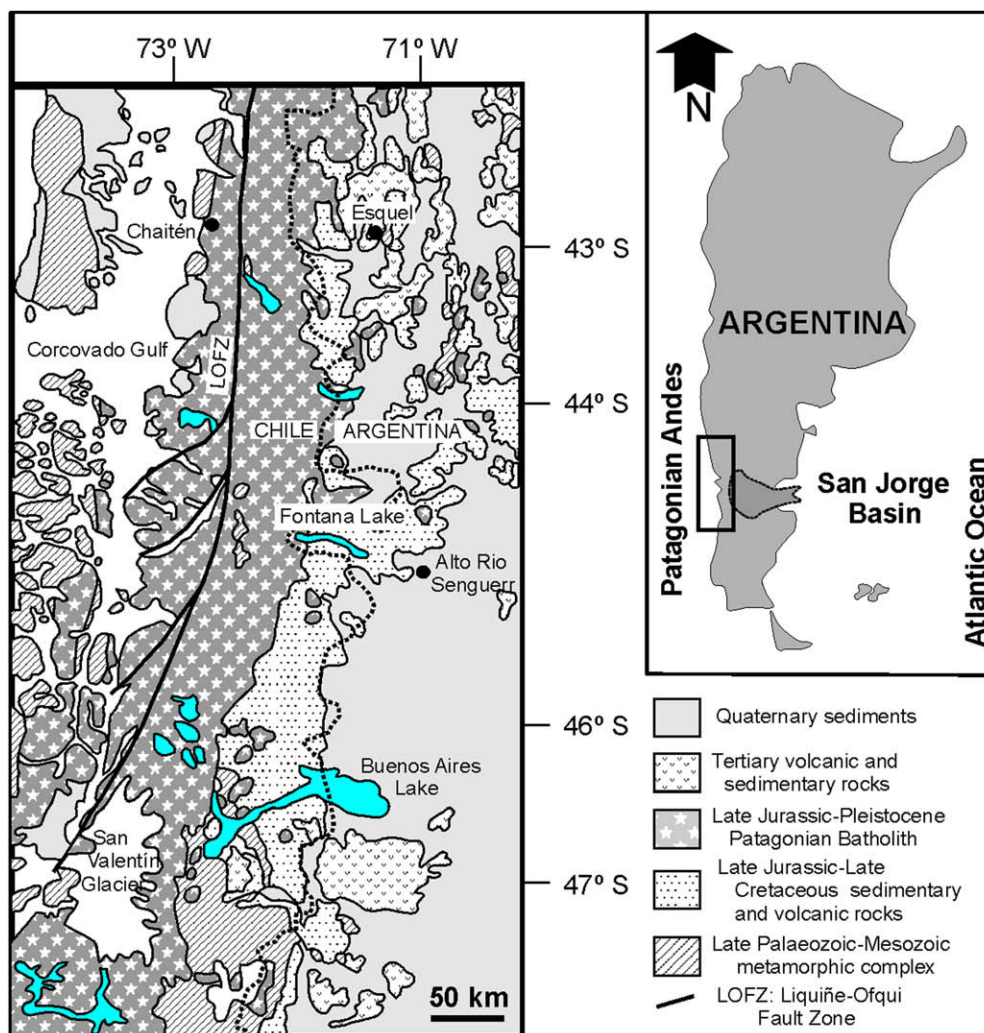 73º W
71º W
Chaitén
Esquel
43º S
Corcovado Gulf
LOFZ
44º S
CHILE
ARGENTINA
Fontana Lake
Alto Rio
Senguerr
46º S
Buenos Aires
Lake
San
Valentín
Glacier
47º S
50 km
N
ARGENTINA
Patagonian Andes
San Jorge
Basin
Atlantic Ocean
Quaternary sediments
Tertiary volcanic and
sedimentary rocks
Late Jurassic-Pleistocene
Patagonian Batholith
Late Jurassic-Late
Cretaceous sedimentary
and volcanic rocks
Late Palaeozoic-Mesozoic
metamorphic complex
LOFZ: Liquiñe-Ofqui
Fault Zone